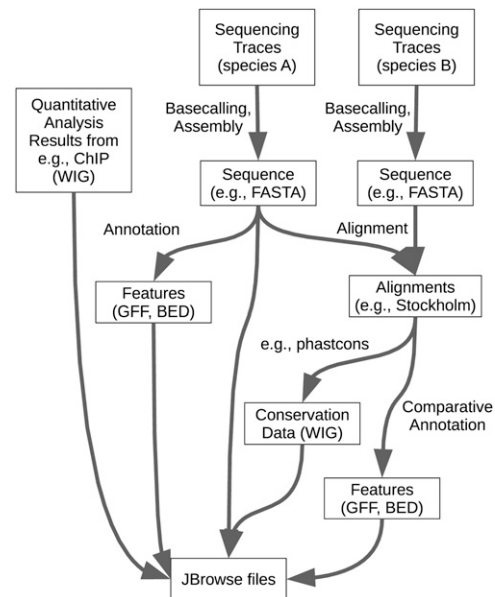 Sequencing
Traces
(species A)
Sequencing
Traces
(species B)
Quantitative
Analysis
Results from
e.g., ChIP
(WIG)
Basecalling,
Assembly
Basecalling,
Assembly
Sequence
(e.g., FASTA)
Sequence
(e.g., FASTA)
Annotation
Alignment
Features
(GFF, BED)
Alignments
(e.g., Stockholm)
e.g., phastcons
Conservation
Data (WIG)
Comparative
Annotation
Features
(GFF, BED)
JBrowse files